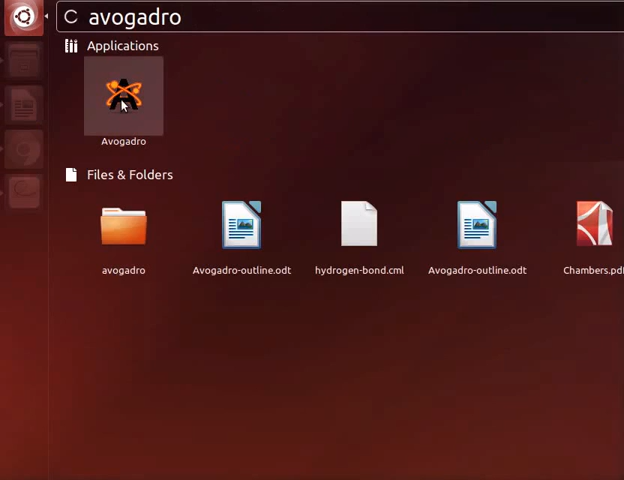 avogadro
Applications
Avogadro
Files & Folders
avogadro
Avogadro-outline.odt
hydrogen-bond.cml
Avogadro-outline.odt
Chambers.pdf